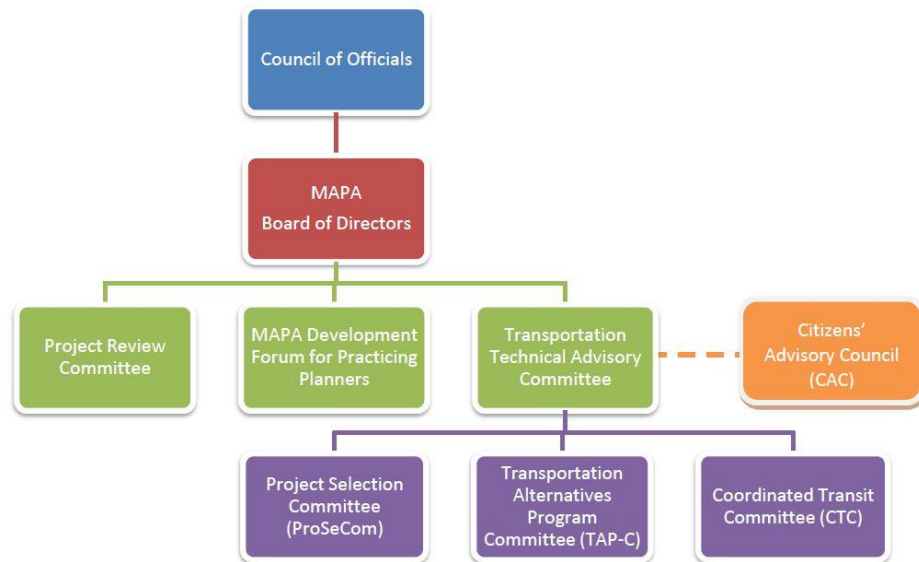 Council of Officials
MAPA
Board of Directors
Project Review
Committee
MAPA Development
Forum for Practicing
Planners
Transportation
Technical Advisory
Committee
Citizens’
Advisory Council
(CAC)
Project Selection
Committee
(ProSeCom)
Transportation
Alternatives
Program
Committee (TAP-C)
Coordinated Transit
Committee (CTC)